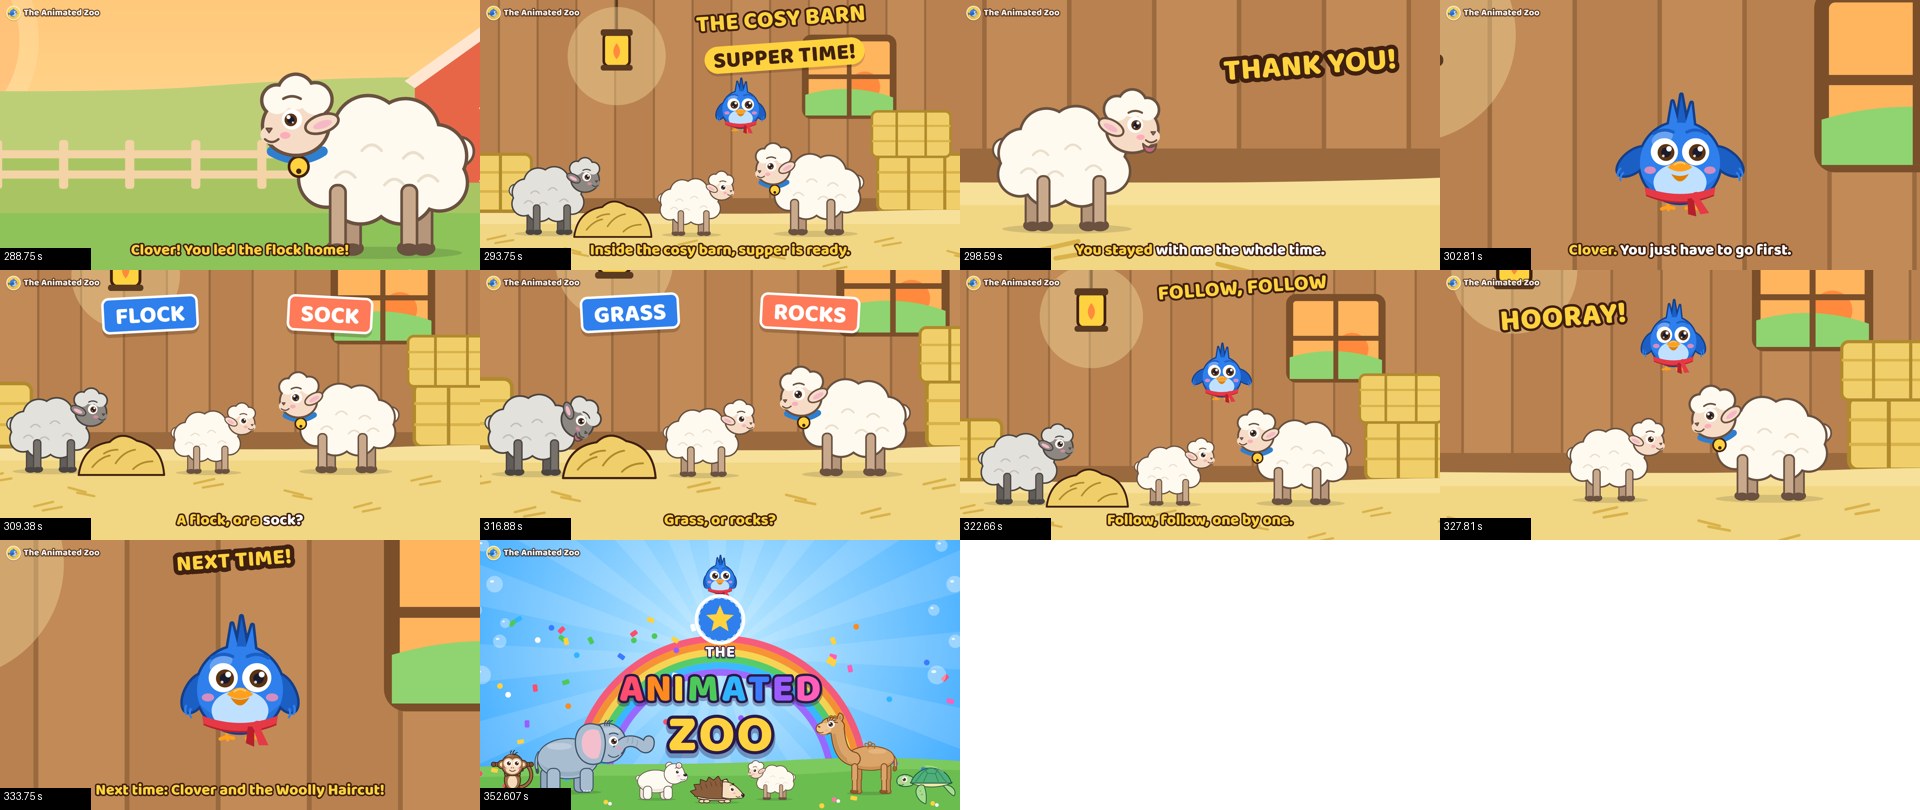 The Animated Zoo
Clover! You led the flock home!
288.75 s
The Animated Zoo
THE COSY BARN
SUPPER TIME!
Inside the cosy barn, supper is ready.
293.75 s
The Animated Zoo
THANK YOU!
You stayed with me the whole time.
298.59 s
The Animated Zoo
Clover. You just have to go first.
302.81 s
The Animated Zoo
FLOCK
SOCK
A flock, or a sock?
309.38 s
The Animated Zoo
GRASS
ROCKS
Grass, or rocks?
316.88 s
The Animated Zoo
FOLLOW, FOLLOW
Follow, follow, one by one.
322.66 s
The Animated Zoo
HOORAY!
327.81 s
The Animated Zoo
NEXT TIME!
Next time: Clover and the Woolly Haircut!
333.75 s
The Animated Zoo
THE
ANIMATED
ZOO
352.607 s